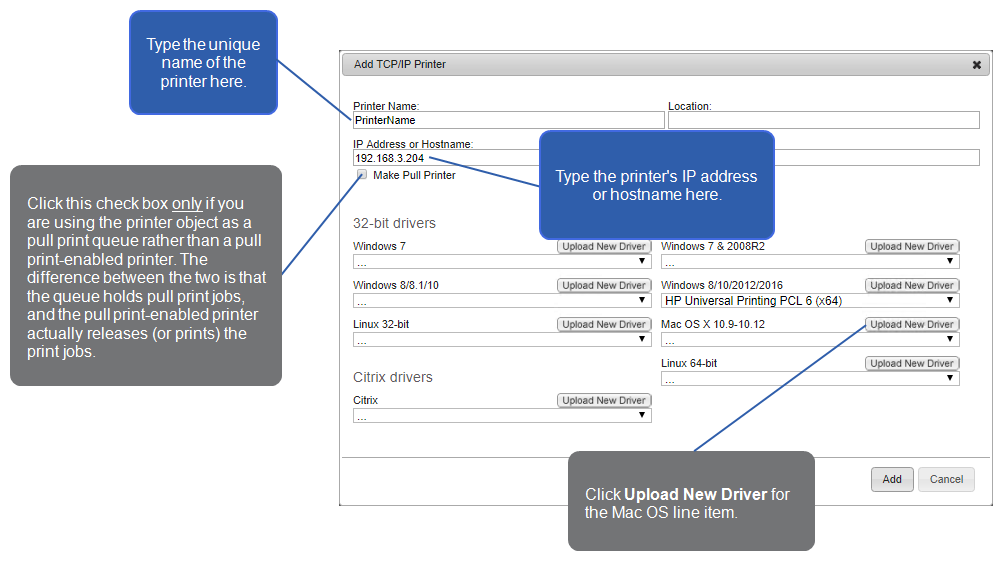 Type the unique
name of the
printer here.
Add TCP/IP Printer
Printer Name:
Location:
PrinterName
IP Address or Hostname:
192.168.3.204
Make Pull Printer
Type the printer's IP address
or hostname here.
Click this check box only if you
are using the printer object as a
pull print queue rather than a pull
print-enabled printer. The
difference between the two is that
the queue holds pull print jobs,
and the pull print-enabled printer
actually releases (or prints) the
print jobs.
32-bit drivers
Windows 7
Upload New Driver
...
Windows 8/8.1/10
Upload New Driver
...
Linux 32-bit
Upload New Driver
...
Citrix drivers
Citrix
Upload New Driver
...
Windows 7 & 2008R2
Upload New Driver
...
Windows 8/10/2012/2016
Upload New Driver
HP Universal Printing PCL 6 (x64)
Mac OS X 10.9-10.12
Upload New Driver
...
Linux 64-bit
Upload New Driver
...
Click Upload New Driver for
the Mac OS line item.
Add
Cancel